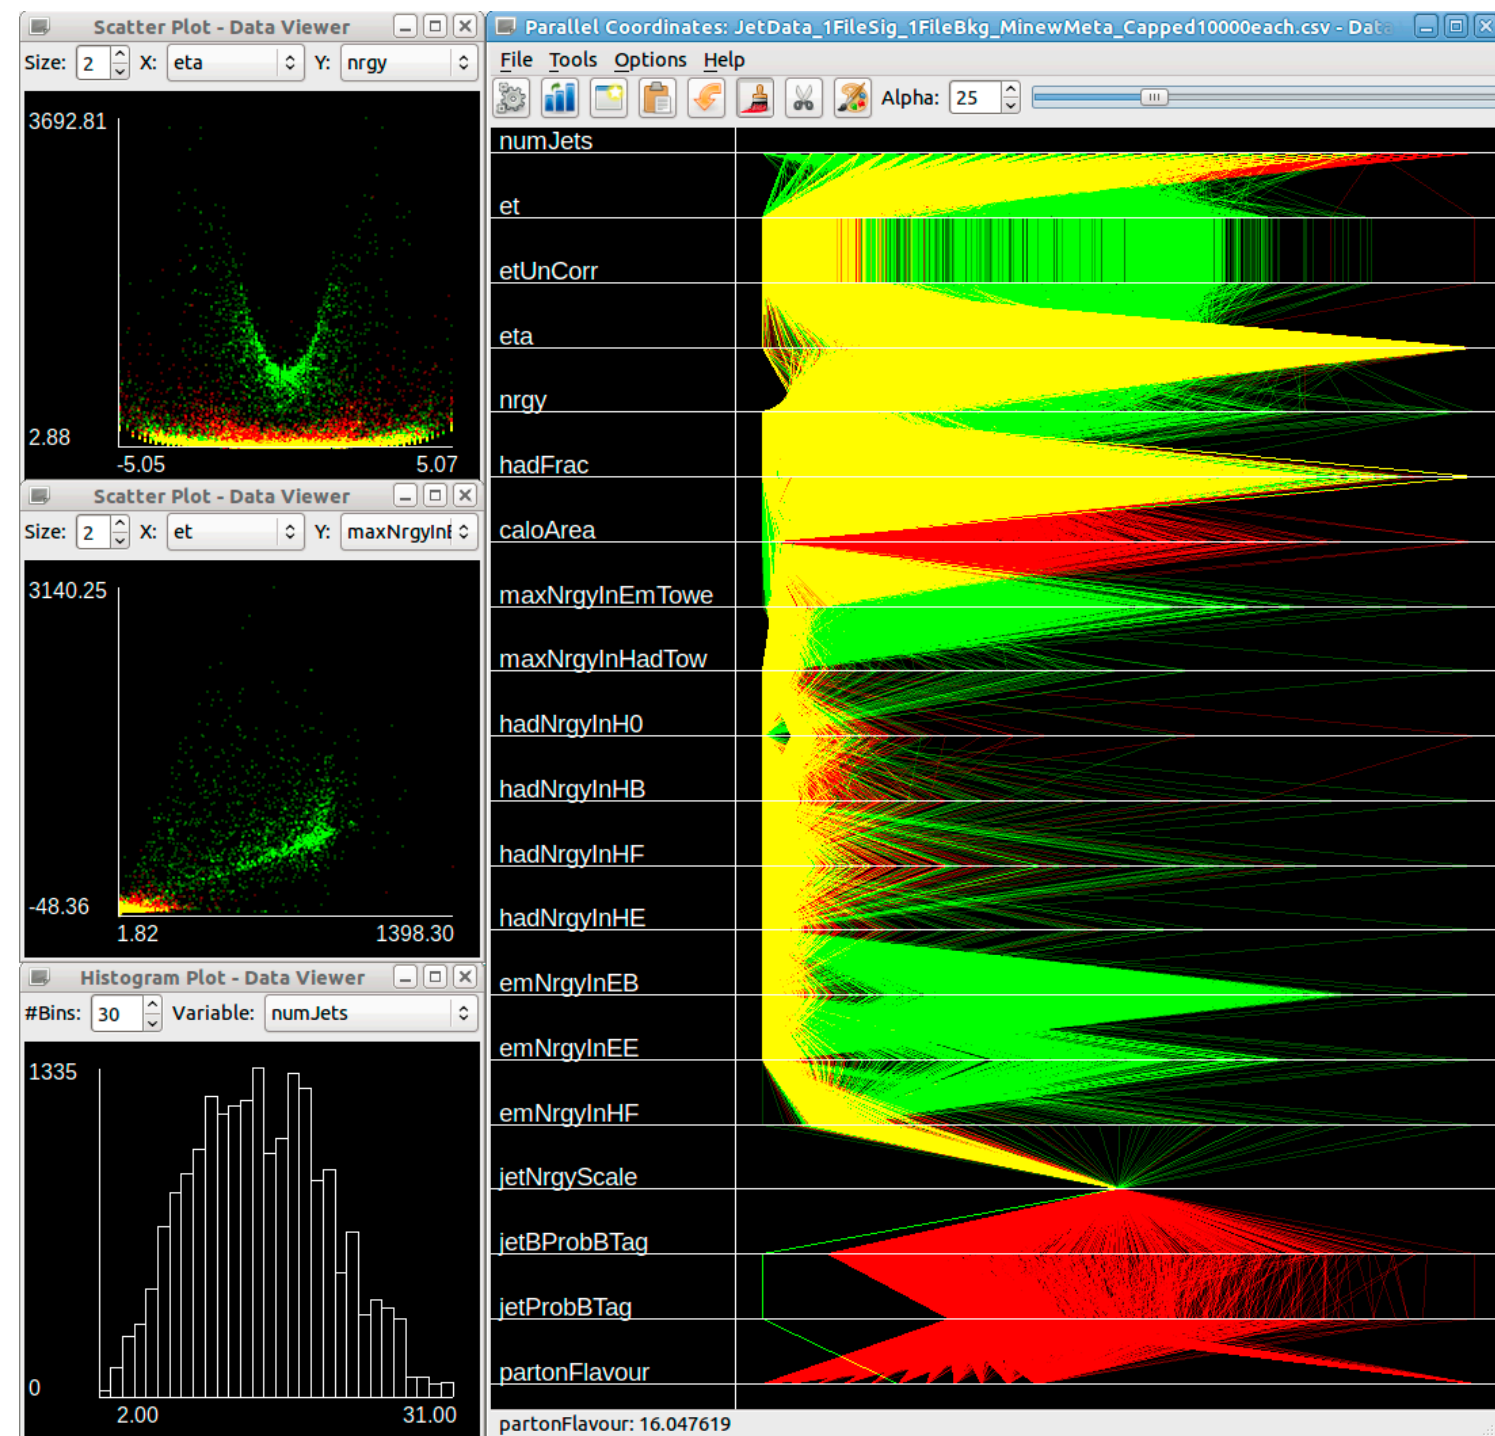 Scatter Plot - Data Viewer
Size: 2 X: eta Y: nrgy
3692.81
2.88
-5.05 5.07
Scatter Plot - Data Viewer
Size: 2 X: et Y: maxNrgyInE
3140.25
-48.36
1.82 1398.30
Histogram Plot - Data Viewer
#Bins: 30 Variable: numJets
1335
0
2.00 31.00
Parallel Coordinates: JetData_1FileSig_1FileBkg_MinewMeta_Capped10000each.csv - Data
File Tools Options Help
Alpha: 25
numJets
et
etUnCorr
eta
nrgy
hadFrac
caloArea
maxNrgyInEmTowe
maxNrgyInHadTow
hadNrgyInH0
hadNrgyInHB
hadNrgyInHF
hadNrgyInHE
emNrgyInEB
emNrgyInEE
emNrgyInHF
jetNrgyScale
jetBProbBTag
jetProbBTag
partonFlavour
partonFlavour: 16.047619